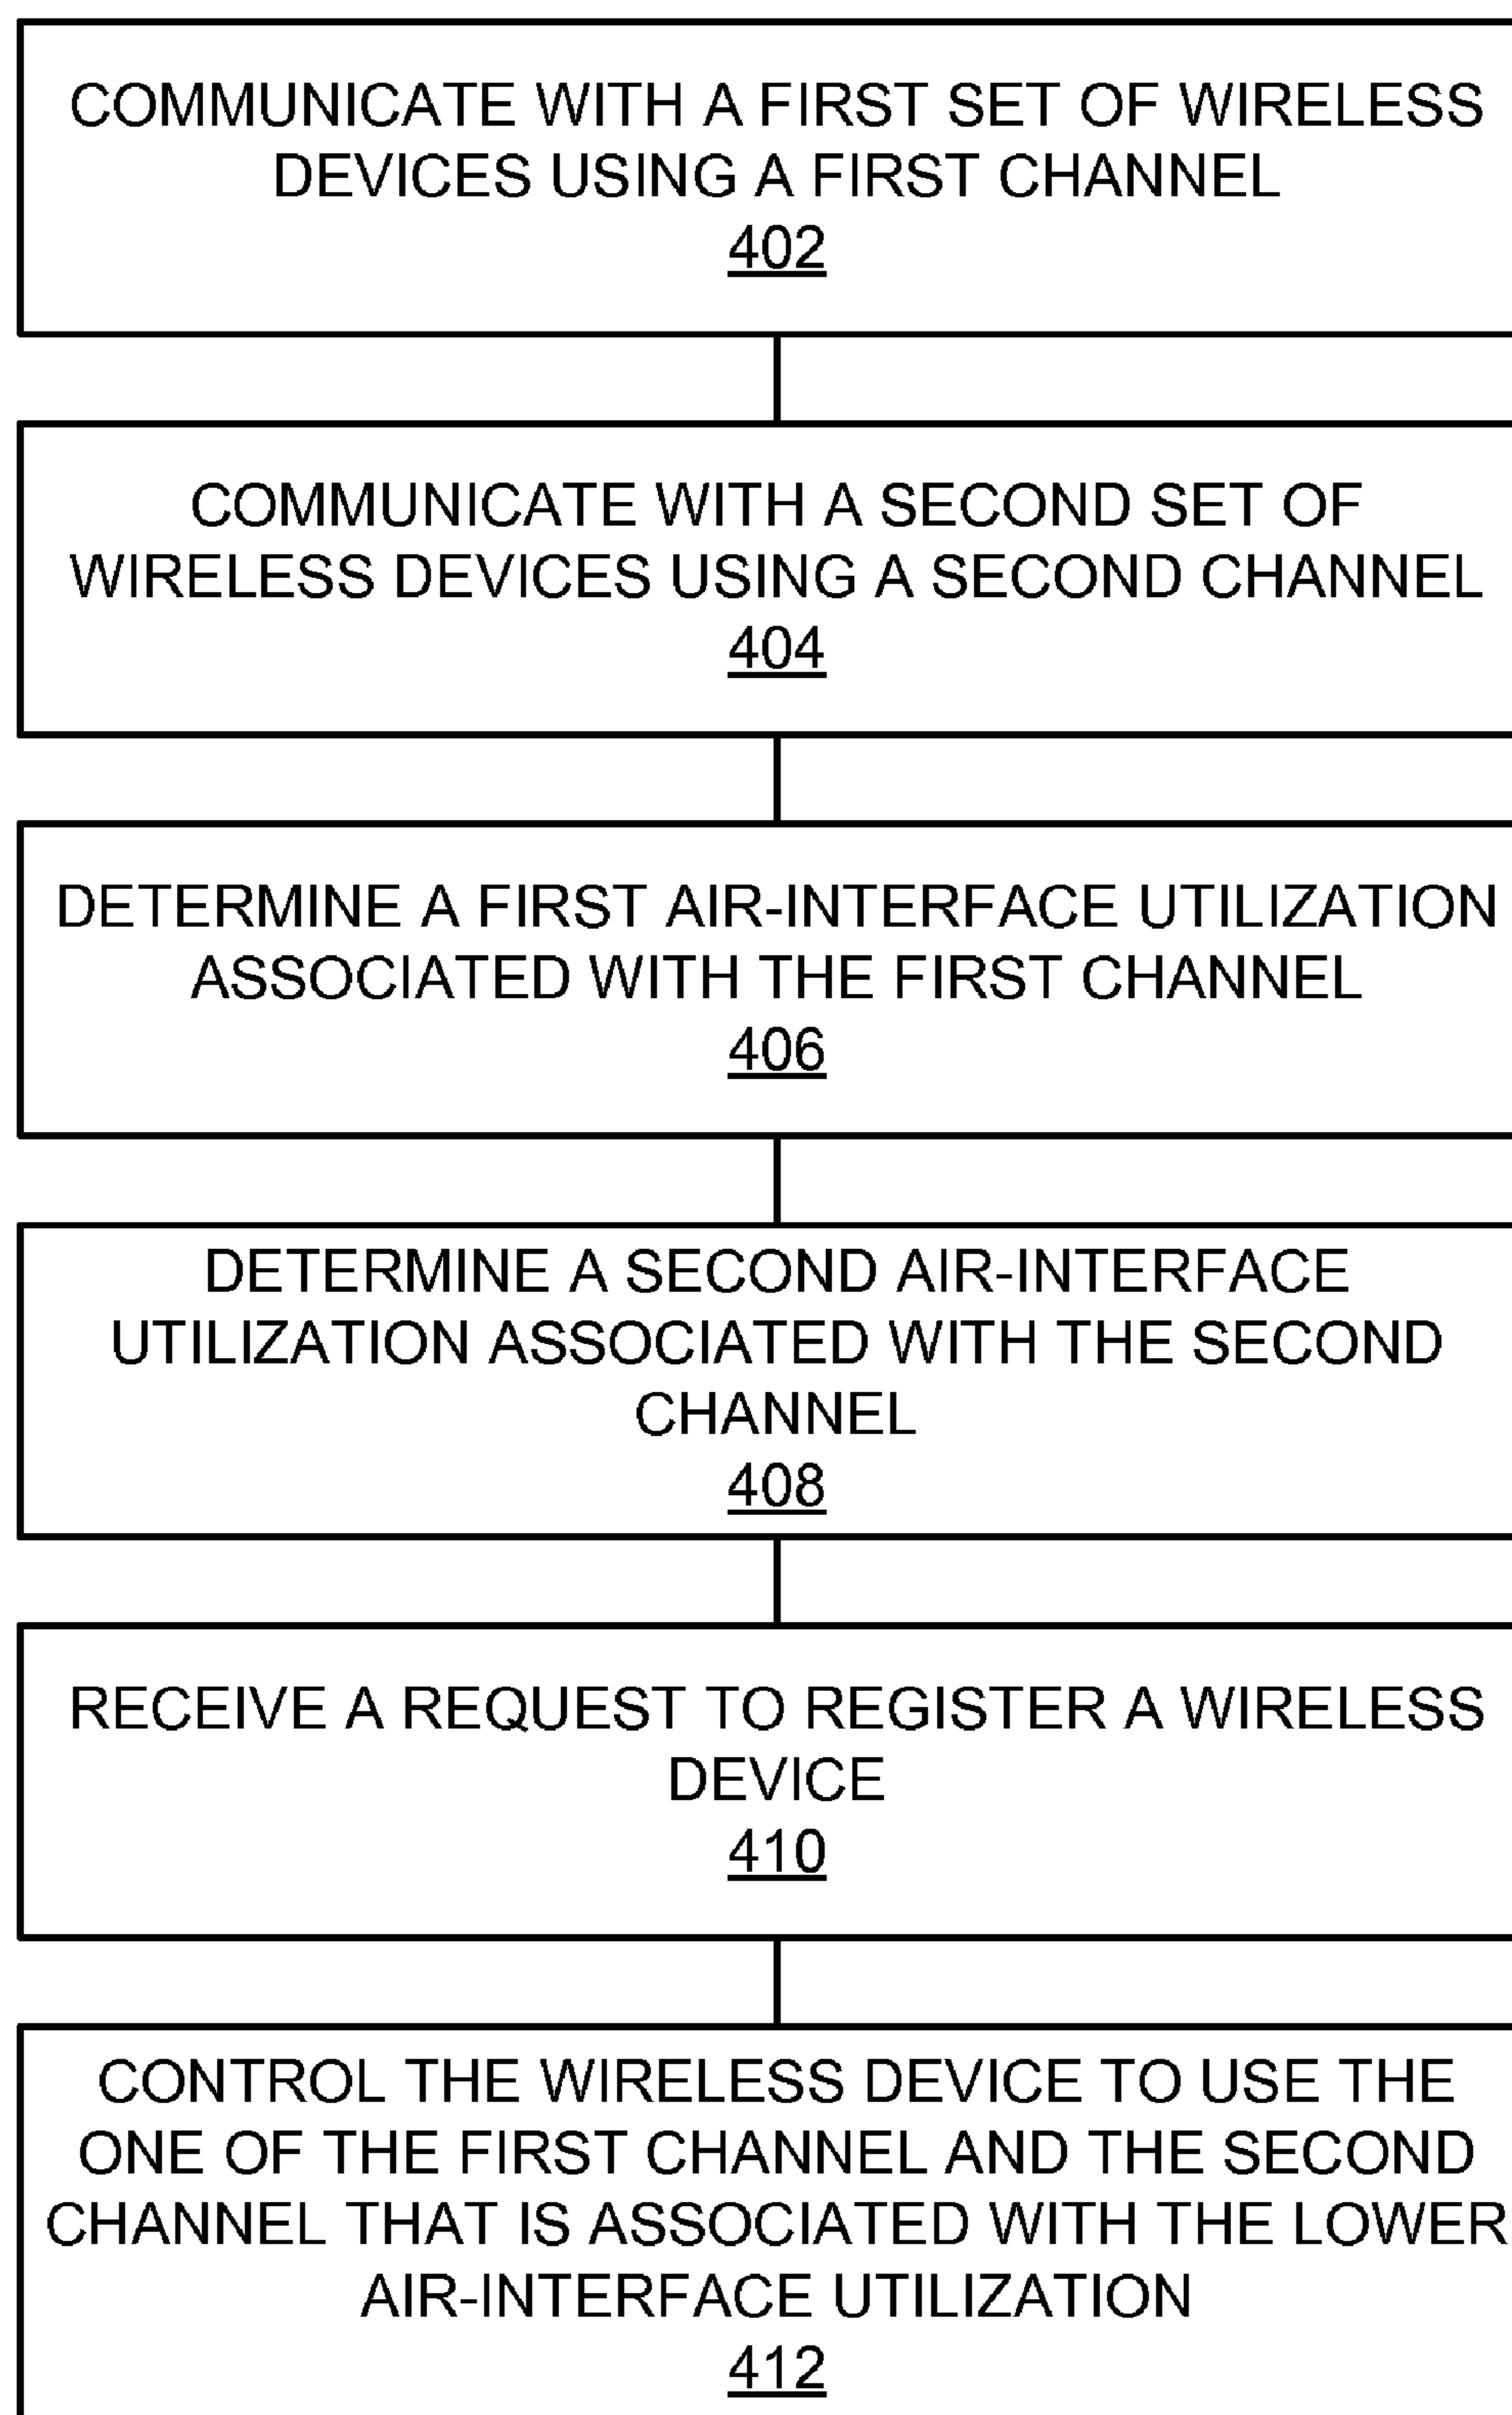 COMMUNICATE WITH A FIRST SET OF WIRELESS
DEVICES USING A FIRST CHANNEL
402
COMMUNICATE WITH A SECOND SET OF
WIRELESS DEVICES USING A SECOND CHANNEL
404
DETERMINE A FIRST AIR-INTERFACE UTILIZATION
ASSOCIATED WITH THE FIRST CHANNEL
406
DETERMINE A SECOND AIR-INTERFACE
UTILIZATION ASSOCIATED WITH THE SECOND
CHANNEL
408
RECEIVE A REQUEST TO REGISTER A WIRELESS
DEVICE
410
CONTROL THE WIRELESS DEVICE TO USE THE
ONE OF THE FIRST CHANNEL AND THE SECOND
CHANNEL THAT IS ASSOCIATED WITH THE LOWER
AIR-INTERFACE UTILIZATION
412